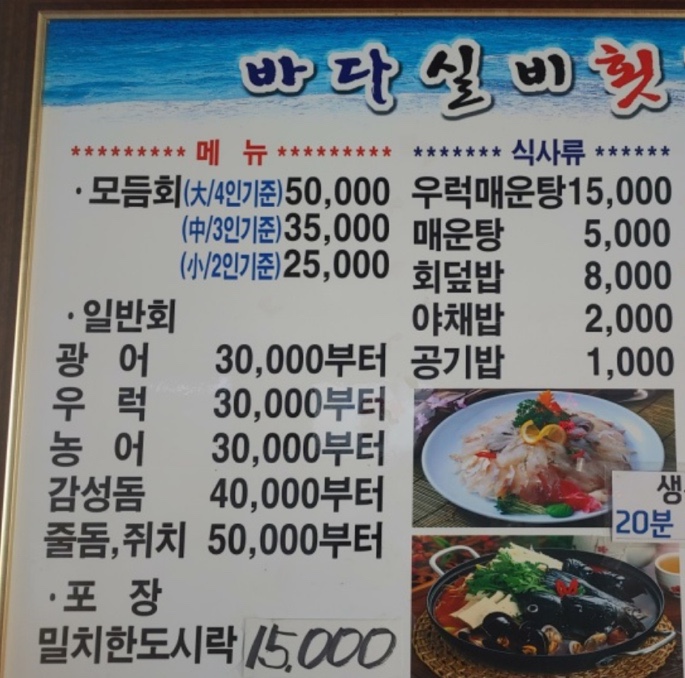 바다실비횟
********* 메 뉴 *********
· 모듬회(大/4인기준)50,000
(中/3인기준)35,000
(小/2인기준)25,000
· 일반회
광 어 30,000부터
우 럭 30,000부터
농 어 30,000부터
감성돔 40,000부터
줄돔,쥐치 50,000부터
· 포 장
밀치한도시락 15,000
******* 식사류 ******
우럭매운탕15,000
매운탕 5,000
회덮밥 8,000
야채밥 2,000
공기밥 1,000
생
20분